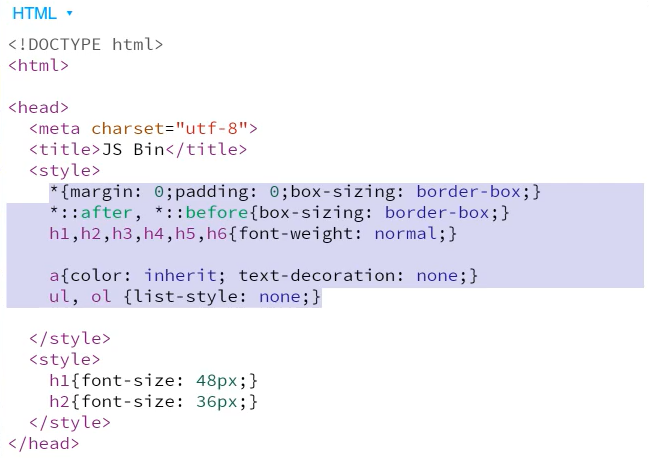 HTML ▾
<!DOCTYPE html>
<html>
<head>
<meta charset="utf-8">
<title>JS Bin</title>
<style>
*{margin: 0;padding: 0;box-sizing: border-box;}
*::after, *::before{box-sizing: border-box;}
h1,h2,h3,h4,h5,h6{font-weight: normal;}
a{color: inherit; text-decoration: none;}
ul, ol {list-style: none;}
</style>
<style>
h1{font-size: 48px;}
h2{font-size: 36px;}
</style>
</head>